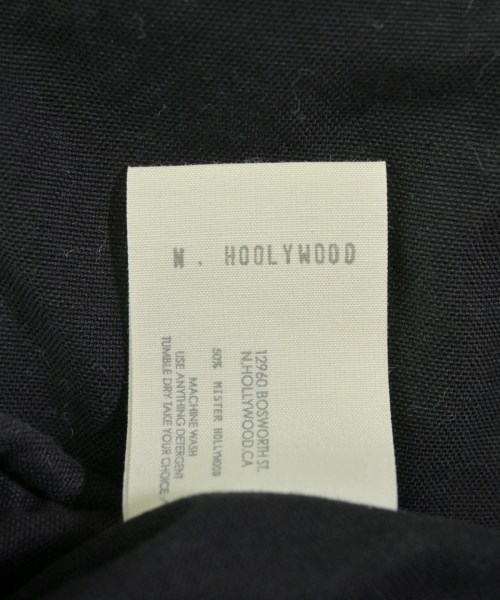 N. HOOLYWOOD
12960 BOSWORTH ST.
N.HOLLYWOOD.CA
50% MISTER HOLLYWOOD
MACHINE WASH
USE ANYTHING DETERGENT
TUMBLE DRY TAKE YOUR CHOICE